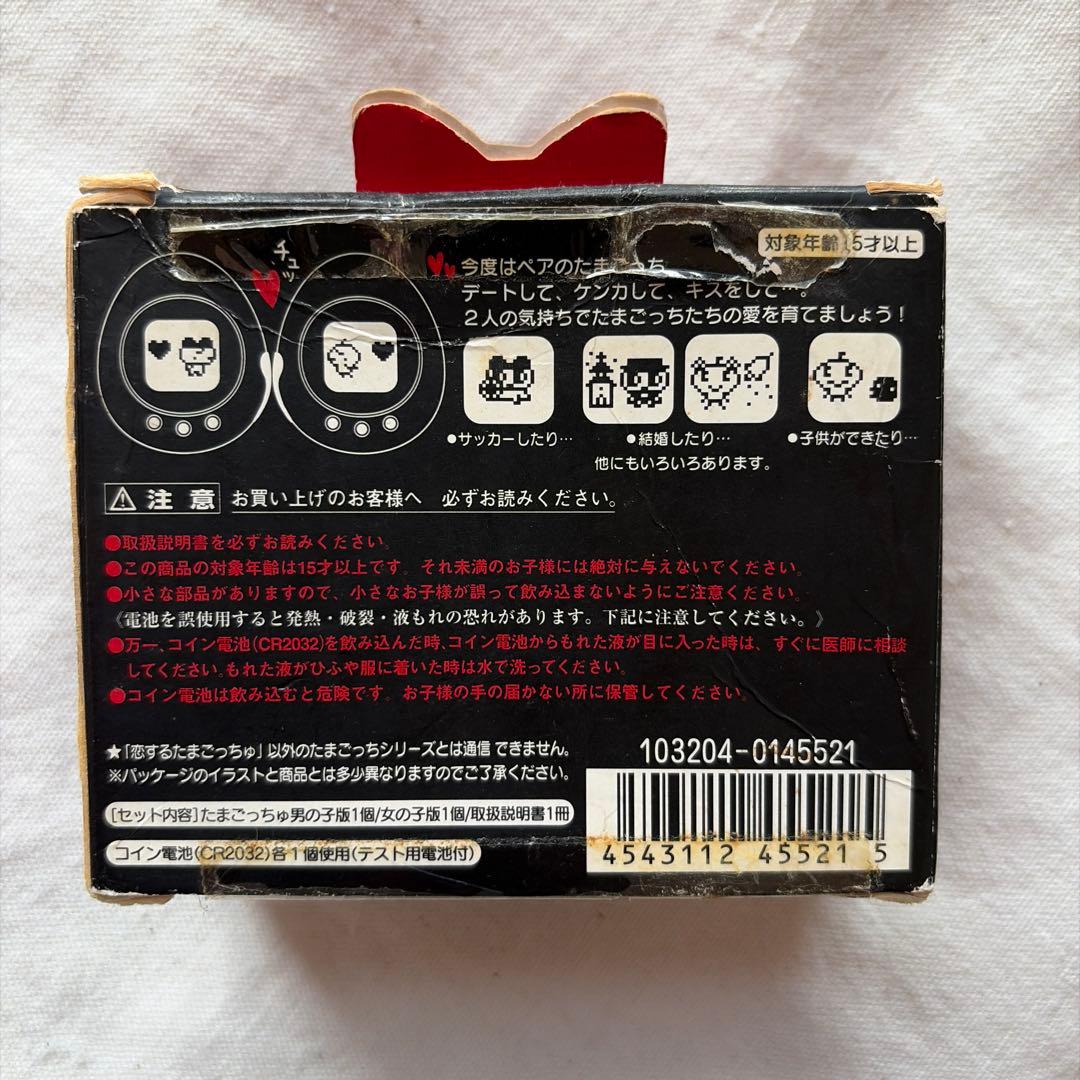 対象年齢15才以上
チュッ
今度はペアのたまごっち
デートして、ケンカして、キスをして…。
2人の気持ちでたまごっちたちの愛を育てましょう!
●サッカーしたり…
●結婚したり…
●子供ができたり…
他にもいろいろあります。
注意 お買い上げのお客様へ 必ずお読みください。
●取扱説明書を必ずお読みください。
●この商品の対象年齢は15才以上です。それ未満のお子様には絶対に与えないでください。
●小さな部品がありますので、小さなお子様が誤って飲み込まないようにご注意ください。
《電池を誤使用すると発熱・破裂・液もれの恐れがあります。下記に注意してください。》
●万一、コイン電池(CR2032)を飲み込んだ時、コイン電池からもれた液が目に入った時は、すぐに医師に相談
してください。もれた液がひふや服に着いた時は水で洗ってください。
●コイン電池は飲み込むと危険です。お子様の手の届かない所に保管してください。
★「恋するたまごっちゅ」以外のたまごっちシリーズとは通信できません。
※パッケージのイラストと商品とは多少異なりますのでご了承ください。
[セット内容]たまごっちゅ男の子版1個/女の子版1個/取扱説明書1冊
コイン電池(CR2032)各1個使用(テスト用電池付)
103204-0145521
4543112 45521 5